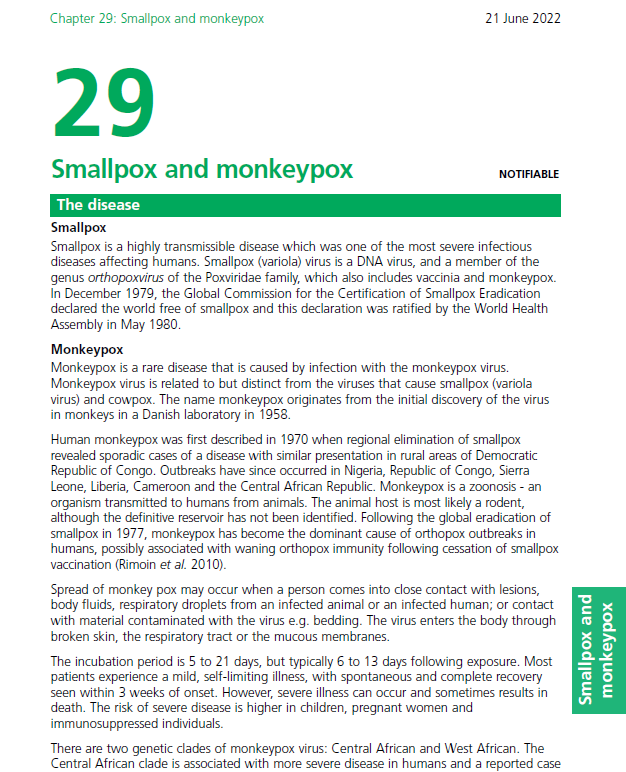 Chapter 29: Smallpox and monkeypox
21 June 2022
29
Smallpox and monkeypox
NOTIFIABLE
The disease
Smallpox
Smallpox is a highly transmissible disease which was one of the most severe infectious
diseases affecting humans. Smallpox (variola) virus is a DNA virus, and a member of the
genus orthopoxvirus of the Poxviridae family, which also includes vaccinia and monkeypox.
In December 1979, the Global Commission for the Certification of Smallpox Eradication
declared the world free of smallpox and this declaration was ratified by the World Health
Assembly in May 1980.
Monkeypox
Monkeypox is a rare disease that is caused by infection with the monkeypox virus.
Monkeypox virus is related to but distinct from the viruses that cause smallpox (variola
virus) and cowpox. The name monkeypox originates from the initial discovery of the virus
in monkeys in a Danish laboratory in 1958.
Human monkeypox was first described in 1970 when regional elimination of smallpox
revealed sporadic cases of a disease with similar presentation in rural areas of Democratic
Republic of Congo. Outbreaks have since occurred in Nigeria, Republic of Congo, Sierra
Leone, Liberia, Cameroon and the Central African Republic. Monkeypox is a zoonosis - an
organism transmitted to humans from animals. The animal host is most likely a rodent,
although the definitive reservoir has not been identified. Following the global eradication of
smallpox in 1977, monkeypox has become the dominant cause of orthopox outbreaks in
humans, possibly associated with waning orthopox immunity following cessation of smallpox
vaccination (Rimoin et al. 2010).
Spread of monkey pox may occur when a person comes into close contact with lesions,
body fluids, respiratory droplets from an infected animal or an infected human; or contact
with material contaminated with the virus e.g. bedding. The virus enters the body through
broken skin, the respiratory tract or the mucous membranes.
The incubation period is 5 to 21 days, but typically 6 to 13 days following exposure. Most
patients experience a mild, self-limiting illness, with spontaneous and complete recovery
seen within 3 weeks of onset. However, severe illness can occur and sometimes results in
death. The risk of severe disease is higher in children, pregnant women and
immunosuppressed individuals.
There are two genetic clades of monkeypox virus: Central African and West African. The
Central African clade is associated with more severe disease in humans and a reported case
Smallpox and
monkeypox